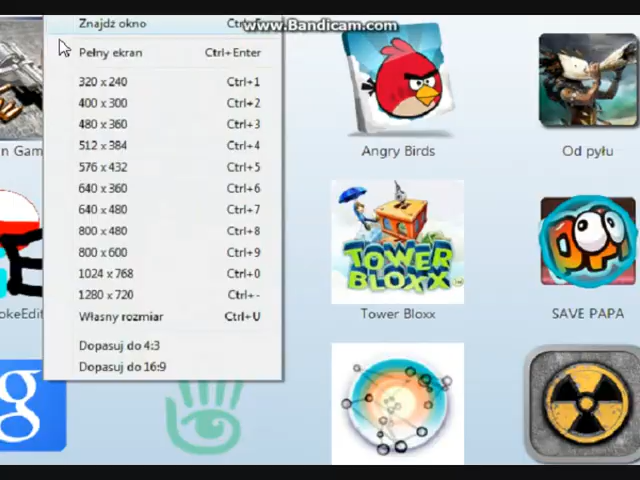 www.Bandicam.com
Znajdź okno
Pełny ekran Ctrl+Enter
320 x 240 Ctrl+1
400 x 300 Ctrl+2
480 x 360 Ctrl+3
512 x 384 Ctrl+4
576 x 432 Ctrl+5
640 x 360 Ctrl+6
640 x 480 Ctrl+7
800 x 480 Ctrl+8
800 x 600 Ctrl+9
1024 x 768 Ctrl+0
1280 x 720 Ctrl+-
Własny rozmiar Ctrl+U
Dopasuj do 4:3
Dopasuj do 16:9
Angry Birds
Od pyłu
TOWER
BLOXX
Tower Bloxx
SAVE PAPA
g